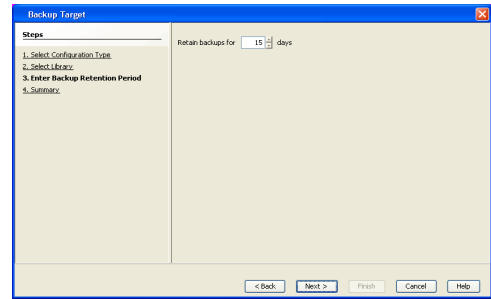 Backup Target
Steps
1. Select Configuration Type
2. Select Library
3. Enter Backup Retention Period
4. Summary
Retain backups for 15 days
< Back Next > Finish Cancel Help